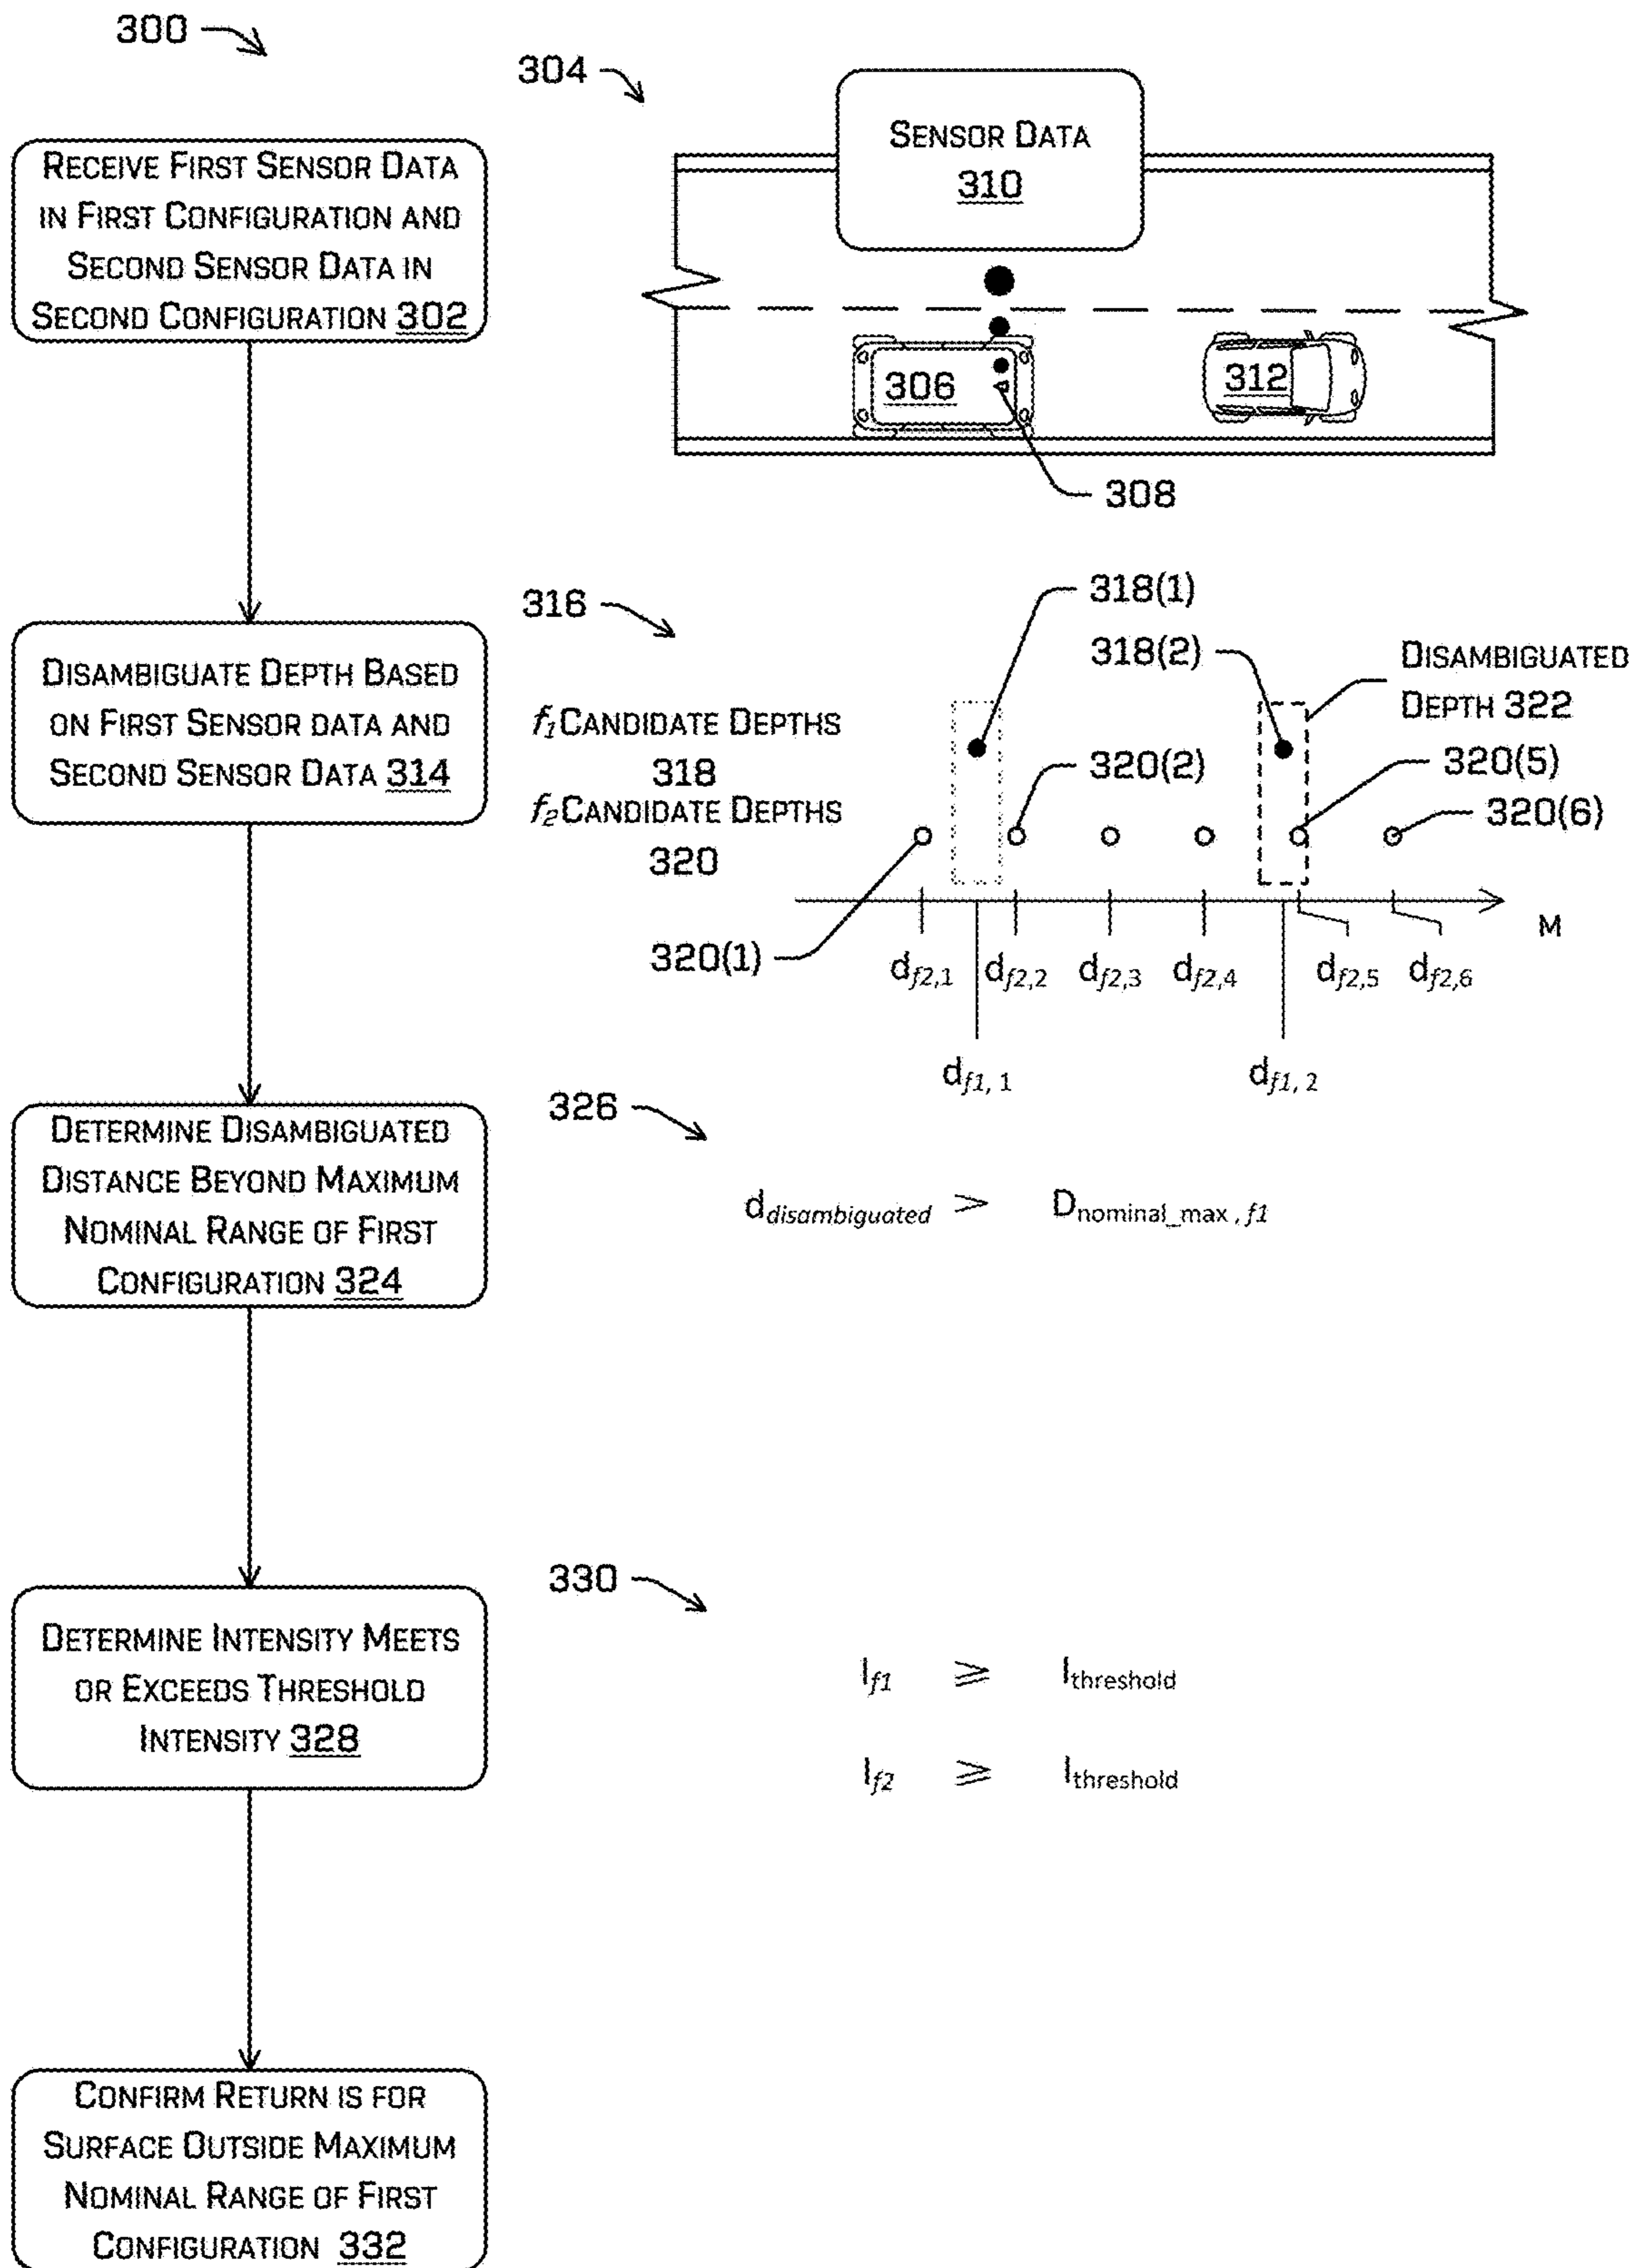 300
RECEIVE FIRST SENSOR DATA
IN FIRST CONFIGURATION AND
SECOND SENSOR DATA IN
SECOND CONFIGURATION 302
304
SENSOR DATA
310
306
312
308
DISAMBIGUATE DEPTH BASED
ON FIRST SENSOR DATA AND
SECOND SENSOR DATA 314
316
318(1)
318(2)
DISAMBIGUATED
DEPTH 322
f1 CANDIDATE DEPTHS
318
f2 CANDIDATE DEPTHS
320
320(2)
320(5)
320(6)
320(1)
M
df2,1 df2,2 df2,3 df2,4 df2,5 df2,6
df1, 1 df1, 2
DETERMINE DISAMBIGUATED
DISTANCE BEYOND MAXIMUM
NOMINAL RANGE OF FIRST
CONFIGURATION 324
326
ddisambiguated > Dnominal_max, f1
DETERMINE INTENSITY MEETS
OR EXCEEDS THRESHOLD
INTENSITY 328
330
If1 ≥ Ithreshold
If2 ≥ Ithreshold
CONFIRM RETURN IS FOR
SURFACE OUTSIDE MAXIMUM
NOMINAL RANGE OF FIRST
CONFIGURATION 332